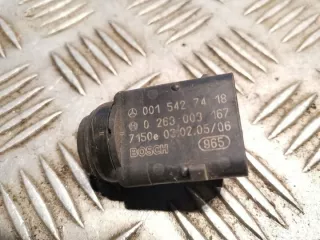 001 542 74 18
0 263 003 167
7150e 03.02.05/06
BOSCH 965